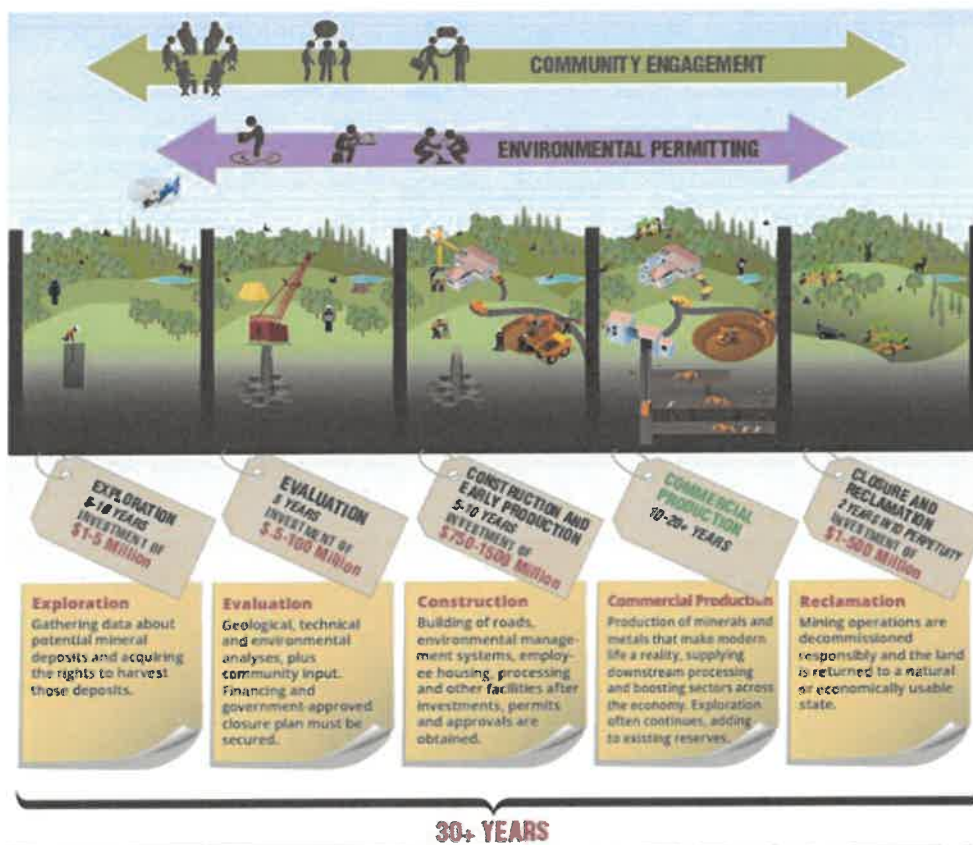 COMMUNITY ENGAGEMENT
ENVIRONMENTAL PERMITTING
EXPLORATION
YEARS
INVESTMENT OF
$1-5 Million
EVALUATION
YEARS
INVESTMENT OF
$.5-100 Million
CONSTRUCTION AND
EARLY PRODUCTION
5-10 YEARS
INVESTMENT OF
$750-1500 Million
COMMERCIAL
PRODUCTION
10-20+ YEARS
CLOSURE AND
RECLAMATION
2 YEARS PERPETUITY
INVESTMENT OF
$1-500 Million
Exploration
Gathering data about
potential mineral
deposits and acquiring
the rights to harvest
those deposits.
Evaluation
Geological, technical
and environmental
analyses, plus
community input.
Financing and
government-approved
closure plan must be
secured.
Construction
Building of roads,
environmental manage-
ment systems, employ-
ee housing, processing
and other facilities after
investments, permits
and approvals are
obtained.
Commercial Production
Production of minerals and
metals that make modern
life a reality, supplying
downstream processing
and boosting sectors across
the economy. Exploration
often continues, adding
to existing reserves.
Reclamation
Mining operations are
decommissioned
responsibly and the land
is returned to a natural
or economically usable
state.
30+ YEARS